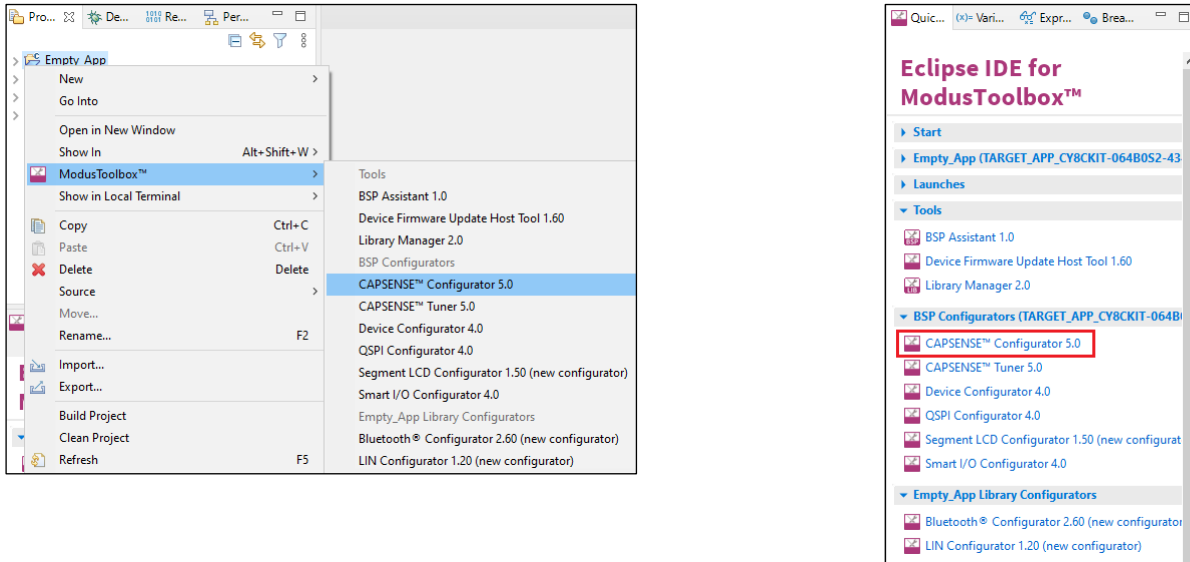 Pro... De... Re... Per...
Empty_App
New
Go Into
Open in New Window
Show In Alt+Shift+W
ModusToolbox™
Show in Local Terminal
Copy Ctrl+C
Paste Ctrl+V
Delete Delete
Source
Move...
Rename... F2
Import...
Export...
Build Project
Clean Project
Refresh F5
Tools
BSP Assistant 1.0
Device Firmware Update Host Tool 1.60
Library Manager 2.0
BSP Configurators
CAPSENSE™ Configurator 5.0
CAPSENSE™ Tuner 5.0
Device Configurator 4.0
QSPI Configurator 4.0
Segment LCD Configurator 1.50 (new configurator)
Smart I/O Configurator 4.0
Empty_App Library Configurators
Bluetooth® Configurator 2.60 (new configurator)
LIN Configurator 1.20 (new configurator)
Quic... (x)= Vari... Expr... Brea...
Eclipse IDE for
ModusToolbox™
Start
Empty_App (TARGET_APP_CY8CKIT-064B0S2-43
Launches
Tools
BSP Assistant 1.0
Device Firmware Update Host Tool 1.60
Library Manager 2.0
BSP Configurators (TARGET_APP_CY8CKIT-064B
CAPSENSE™ Configurator 5.0
CAPSENSE™ Tuner 5.0
Device Configurator 4.0
QSPI Configurator 4.0
Segment LCD Configurator 1.50 (new configurat
Smart I/O Configurator 4.0
Empty_App Library Configurators
Bluetooth® Configurator 2.60 (new configurator
LIN Configurator 1.20 (new configurator)